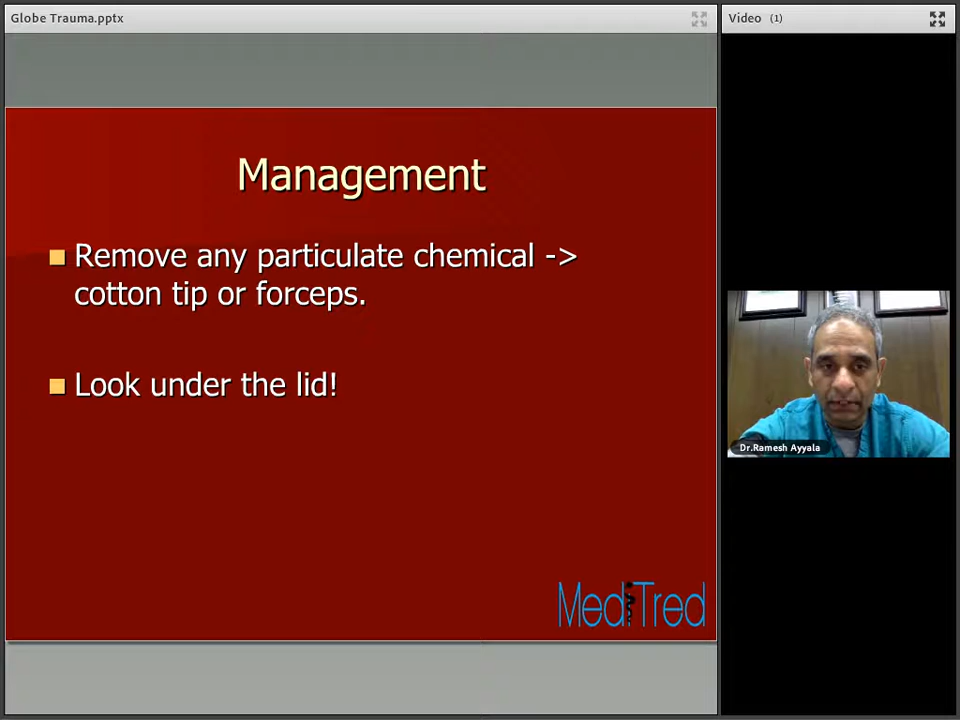 Globe Trauma.pptx
Video (1)
Management
Remove any particulate chemical ->
cotton tip or forceps.
Look under the lid!
Dr.Ramesh Ayyala
MediTred